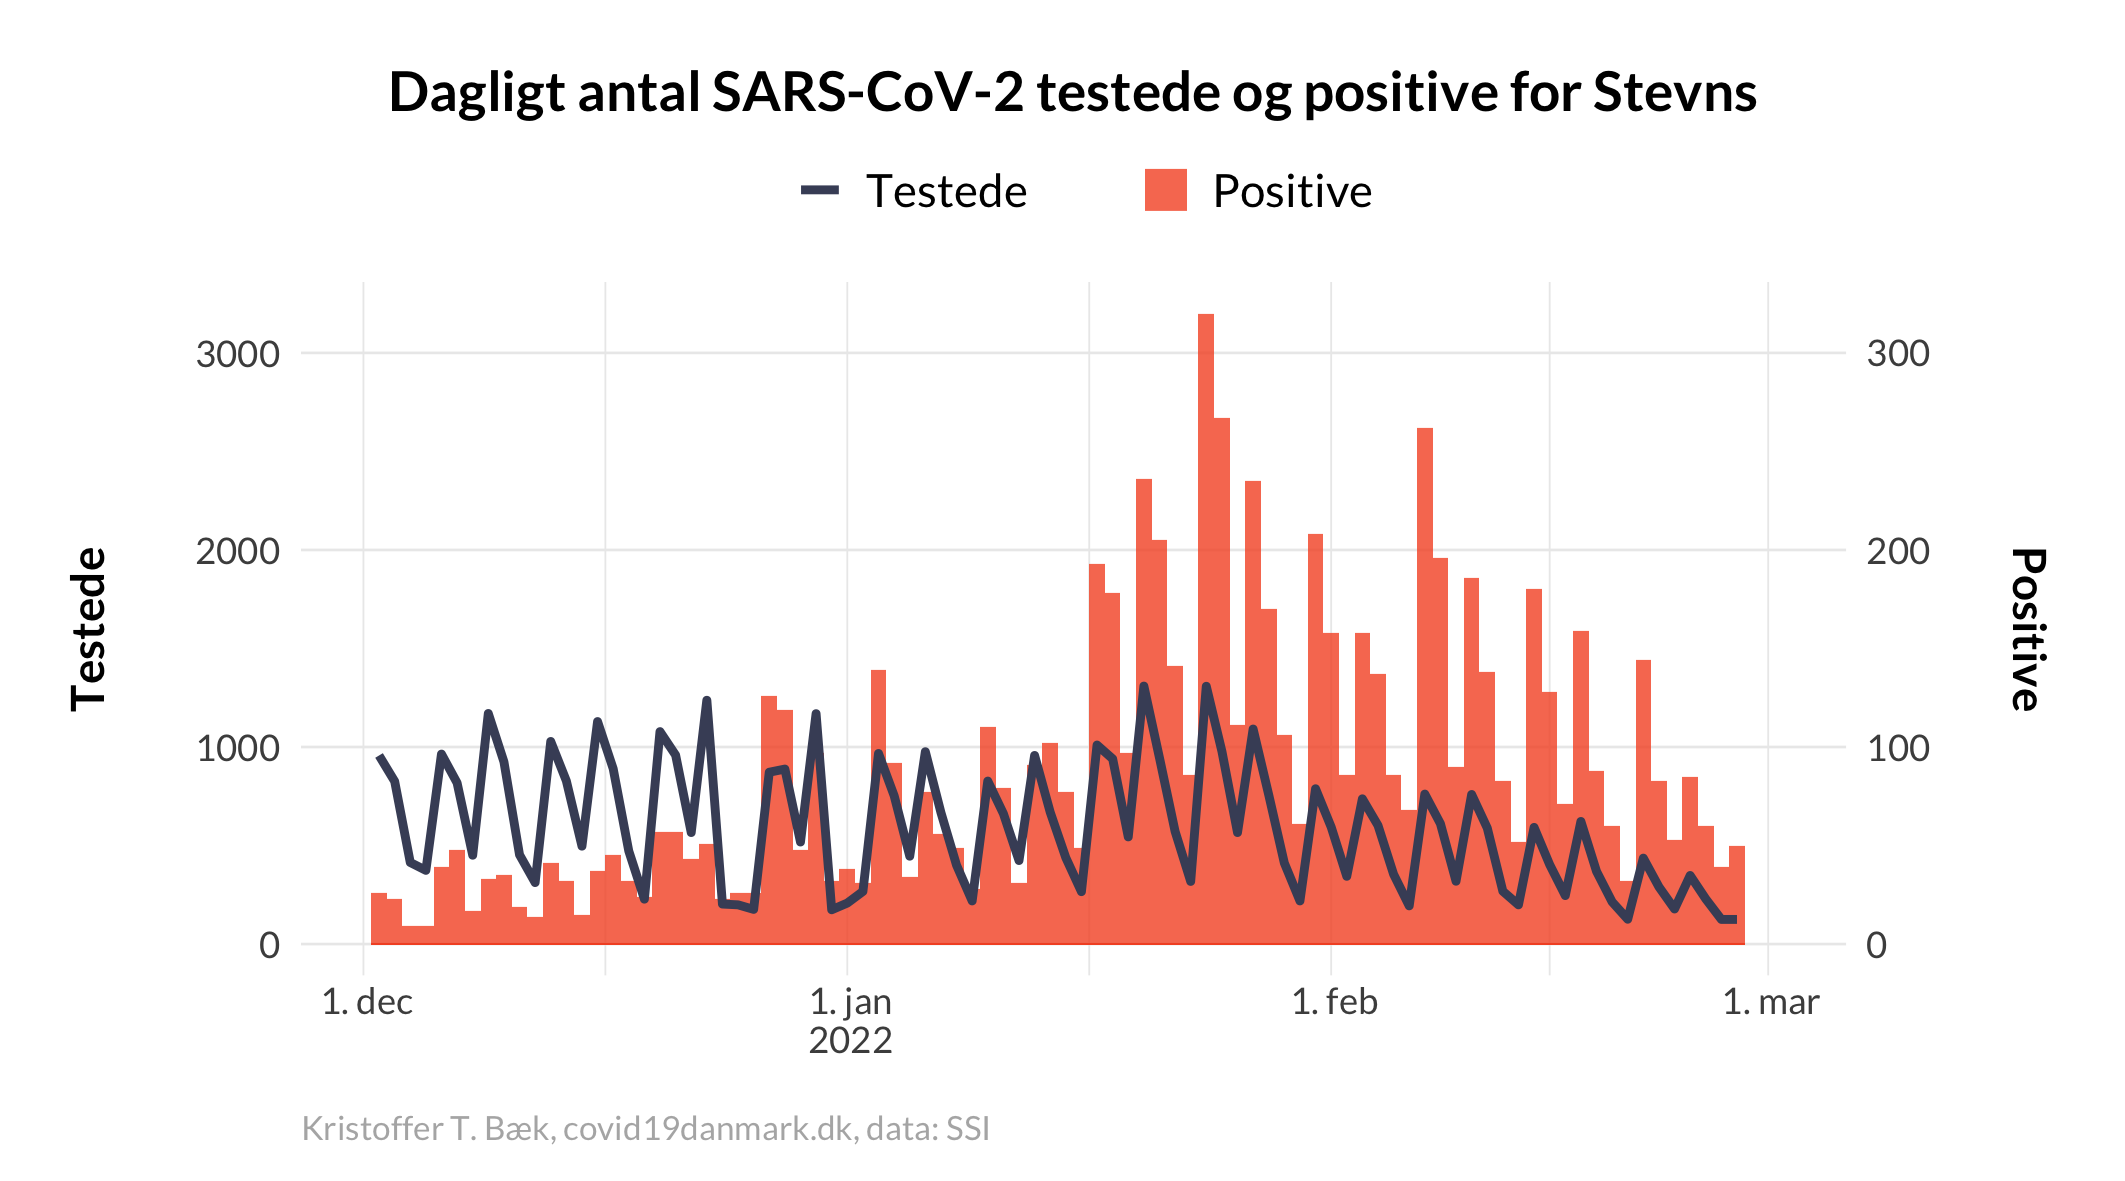 Dagligt antal SARS-CoV-2 testede og positive for Stevns
Testede
Positive
3000
2000
1000
0
300
200
100
0
Testede
Positive
1. dec
1. jan
2022
1. feb
1. mar
Kristoffer T. Bæk, covid19danmark.dk, data: SSI